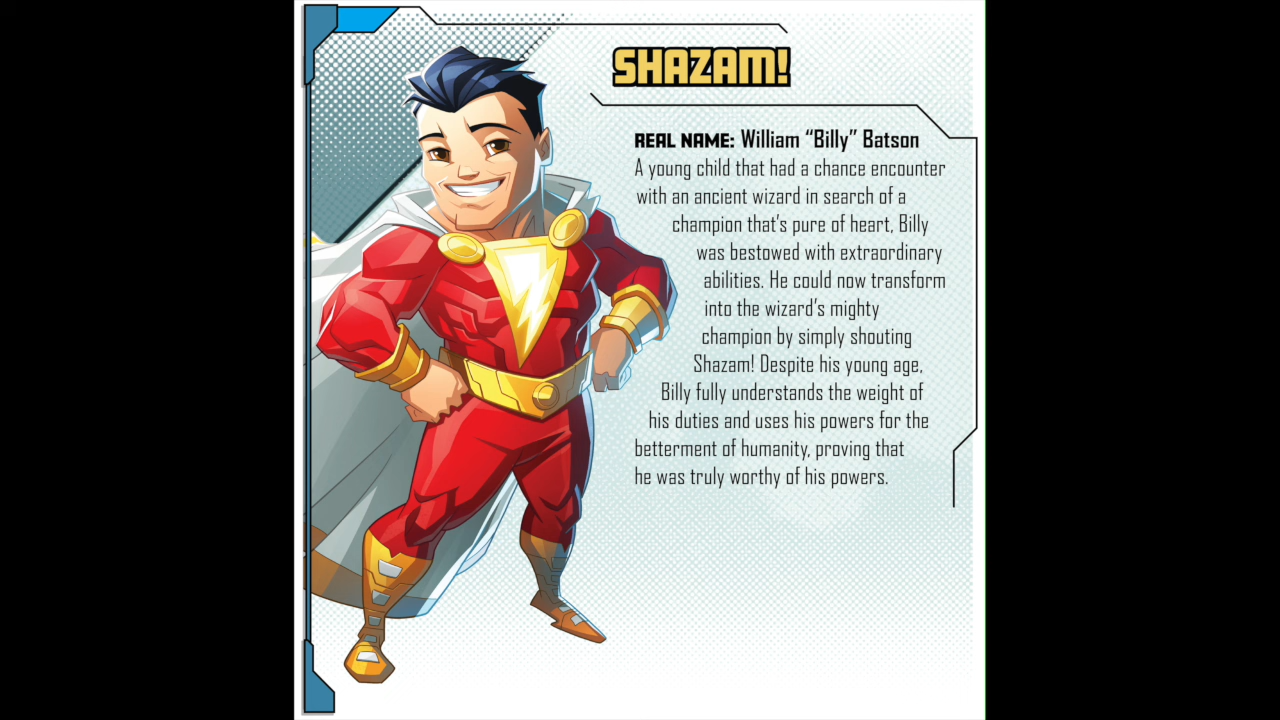 SHAZAM!
REAL NAME: William “Billy” Batson
A young child that had a chance encounter
with an ancient wizard in search of a
champion that’s pure of heart, Billy
was bestowed with extraordinary
abilities. He could now transform
into the wizard’s mighty
champion by simply shouting
Shazam! Despite his young age,
Billy fully understands the weight of
his duties and uses his powers for the
betterment of humanity, proving that
he was truly worthy of his powers.